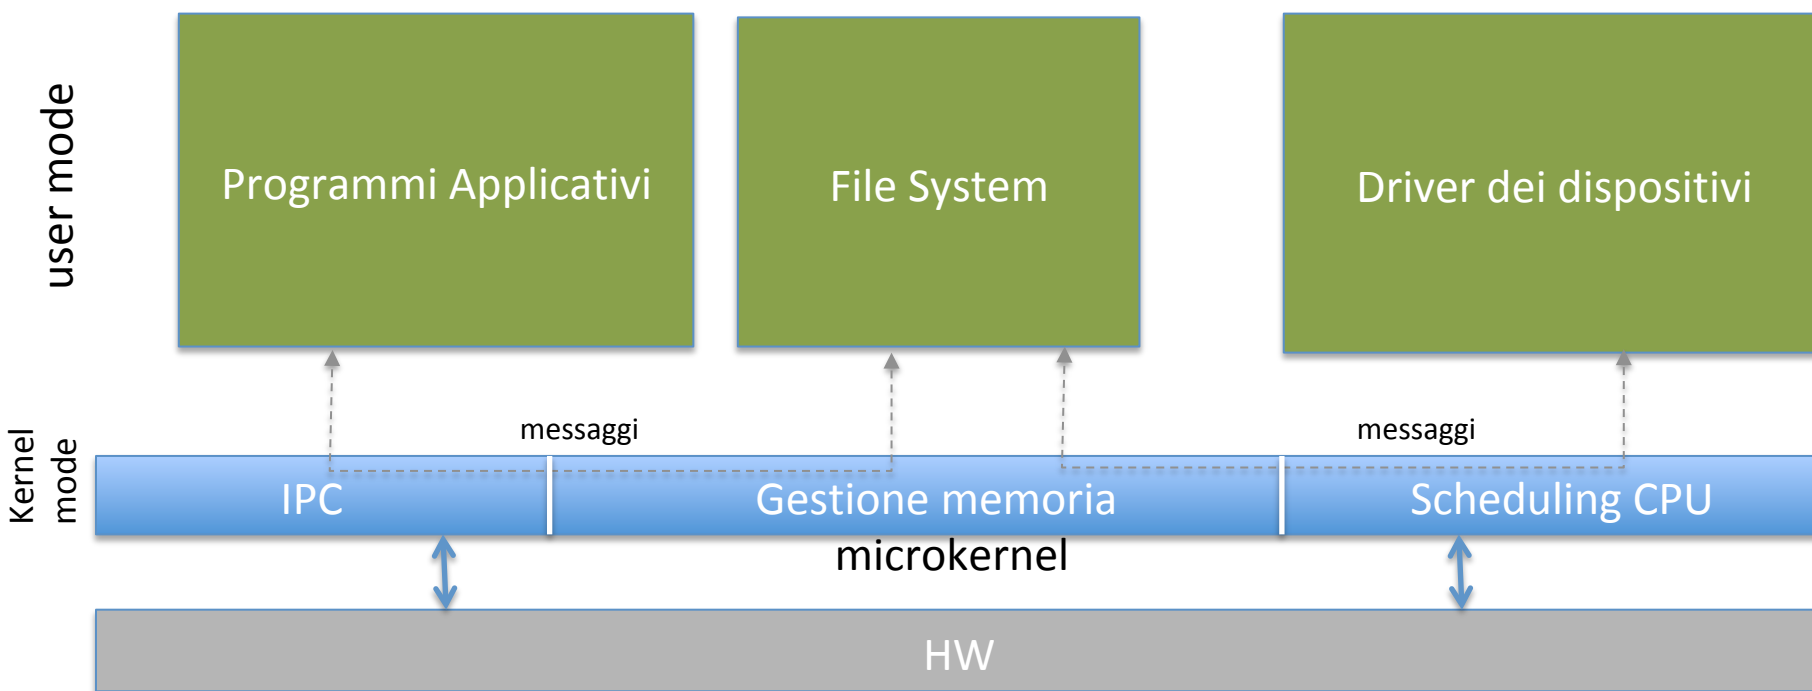 user mode
Programmi Applicativi
File System
Driver dei dispositivi
messaggi
messaggi
Kernel
mode
IPC
Gestione memoria
Scheduling CPU
microkernel
HW